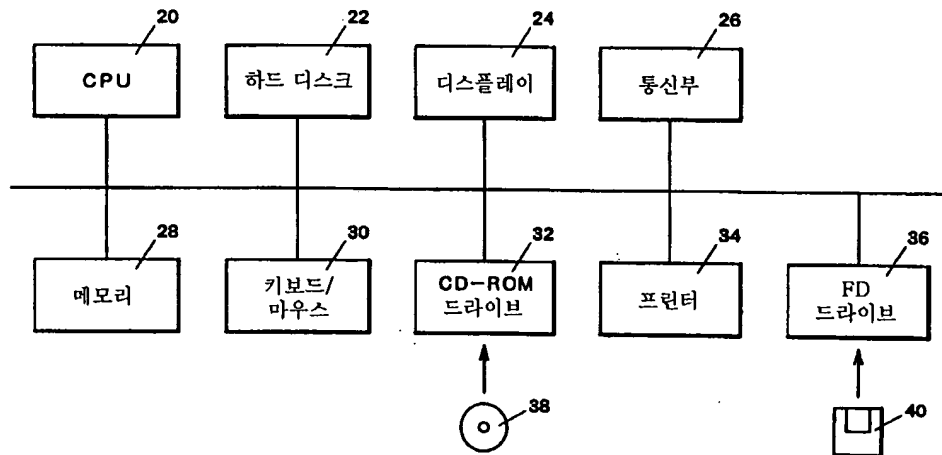 20
22
24
26
CPU
하드 디스크
디스플레이
통신부
28
30
32
34
36
메모리
키보드/
마우스
CD-ROM
드라이브
프린터
FD
드라이브
38
40